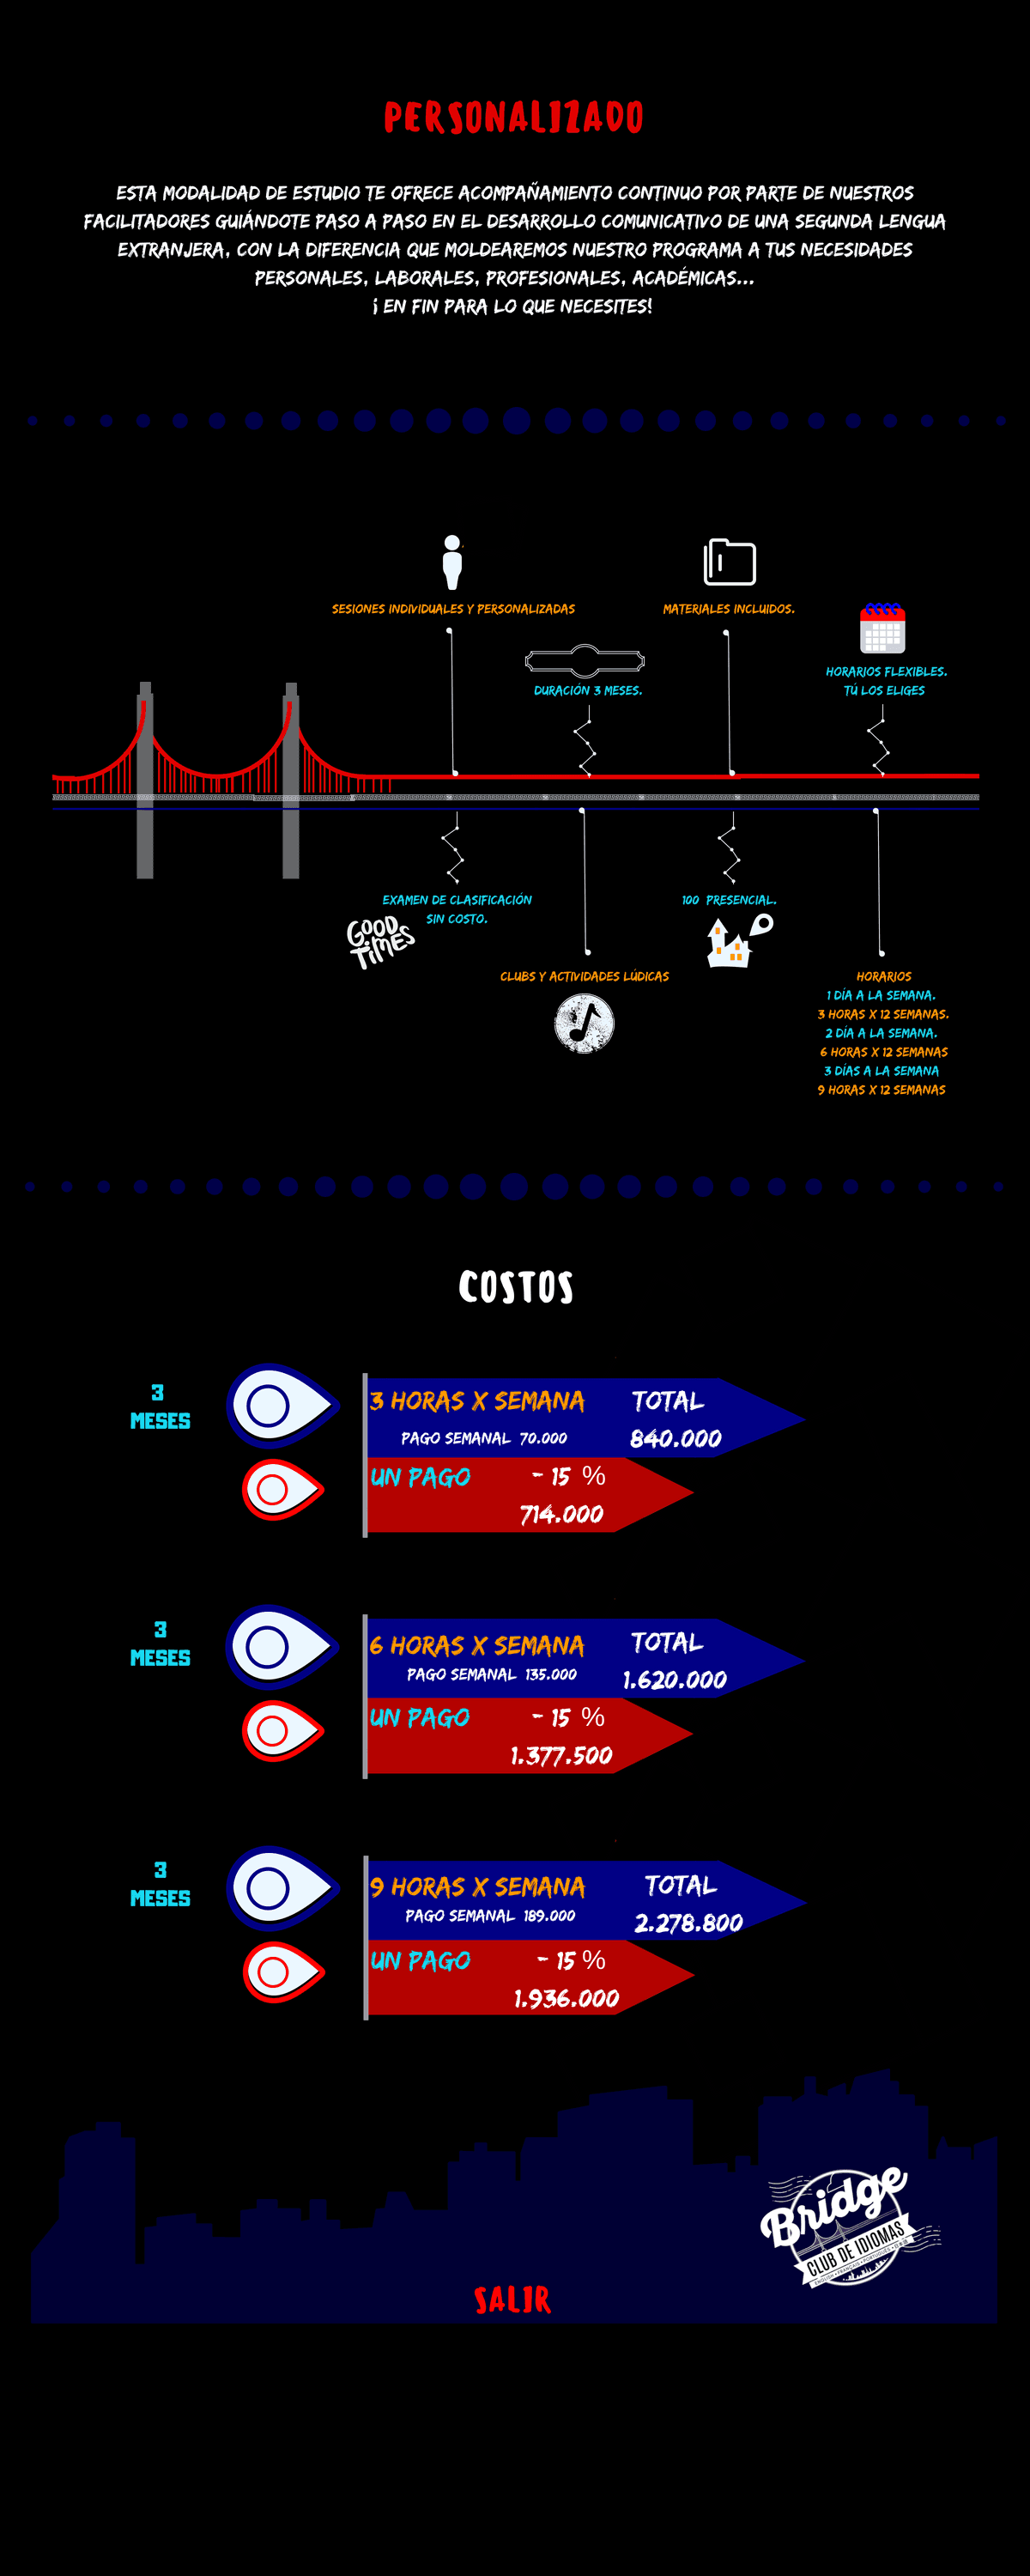 PERSONALIZADO
ESTA MODALIDAD DE ESTUDIO TE OFRECE ACOMPAÑAMIENTO CONTINUO POR PARTE DE NUESTROS
FACILITADORES GUIÁNDOTE PASO A PASO EN EL DESARROLLO COMUNICATIVO DE UNA SEGUNDA LENGUA
EXTRANJERA, CON LA DIFERENCIA QUE MOLDEAREMOS NUESTRO PROGRAMA A TUS NECESIDADES
PERSONALES, LABORALES, PROFESIONALES, ACADÉMICAS...
¡ EN FIN PARA LO QUE NECESITES!
SESIONES INDIVIDUALES Y PERSONALIZADAS
MATERIALES INCLUIDOS.
DURACIÓN 3 MESES.
HORARIOS FLEXIBLES.
TÚ LOS ELIGES
EXAMEN DE CLASIFICACIÓN
SIN COSTO.
GOOD
TIMES
100 PRESENCIAL.
CLUBS Y ACTIVIDADES LÚDICAS
HORARIOS
1 DÍA A LA SEMANA.
3 HORAS X 12 SEMANAS.
2 DÍA A LA SEMANA.
6 HORAS X 12 SEMANAS
3 DÍAS A LA SEMANA
9 HORAS X 12 SEMANAS
COSTOS
3
MESES
3 HORAS X SEMANA TOTAL
PAGO SEMANAL 70.000 840.000
UN PAGO - 15 %
714.000
3
MESES
6 HORAS X SEMANA TOTAL
PAGO SEMANAL 135.000 1.620.000
UN PAGO - 15 %
1.377.500
3
MESES
9 HORAS X SEMANA TOTAL
PAGO SEMANAL 189.000 2.278.800
UN PAGO - 15 %
1.936.000
Bridge
CLUB DE IDIOMAS
SALIR